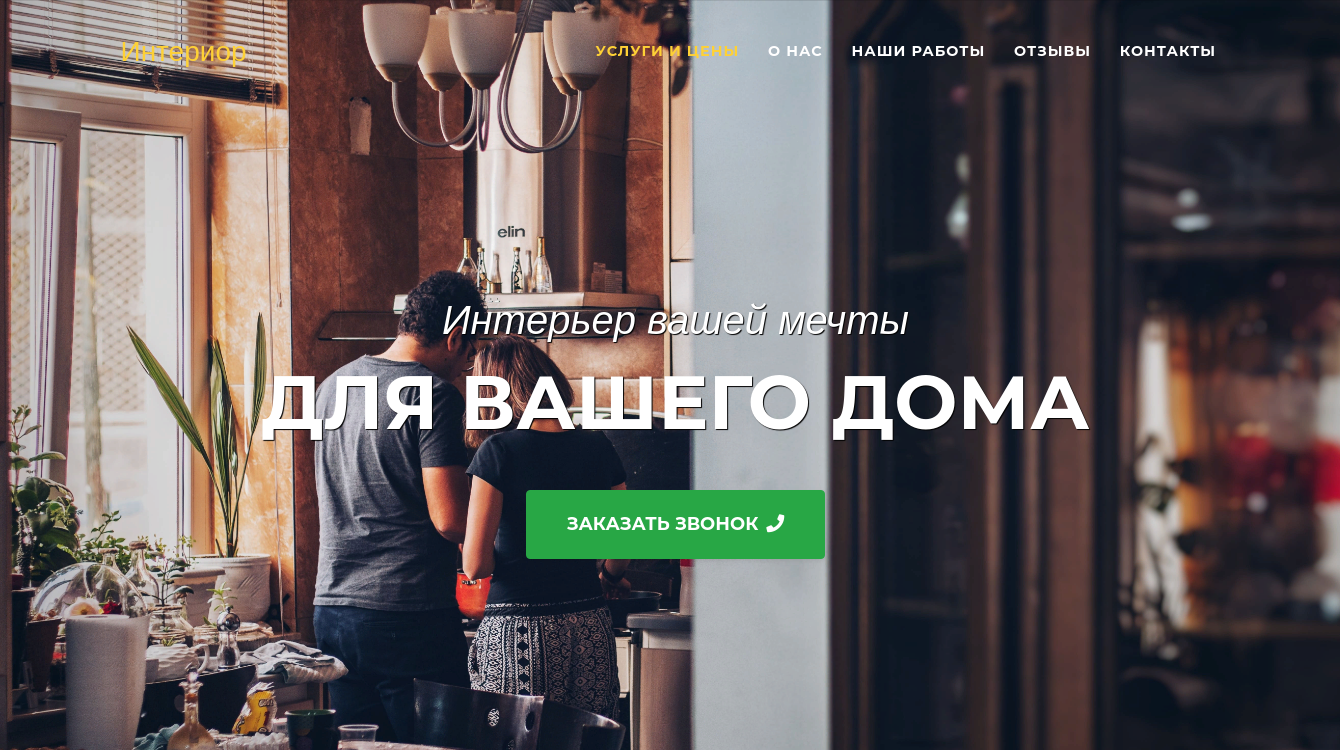 Интериор
УСЛУГИ И ЦЕНЫ О НАС НАШИ РАБОТЫ ОТЗЫВЫ КОНТАКТЫ
elin
Интерьер вашей мечты
ДЛЯ ВАШЕГО ДОМА
ЗАКАЗАТЬ ЗВОНОК